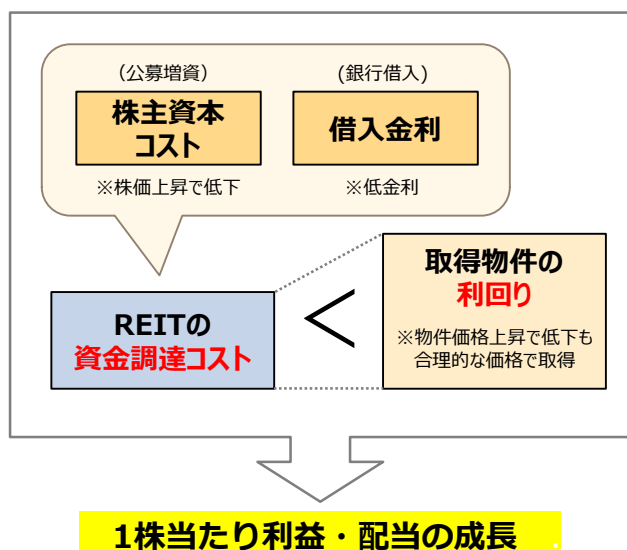 （公募増資）
株主資本
コスト
※株価上昇で低下
(銀行借入)
借入金利
※低金利
REITの
資金調達コスト
＜
取得物件の
利回り
※物件価格上昇で低下も
合理的な価格で取得
1株当たり利益・配当の成長